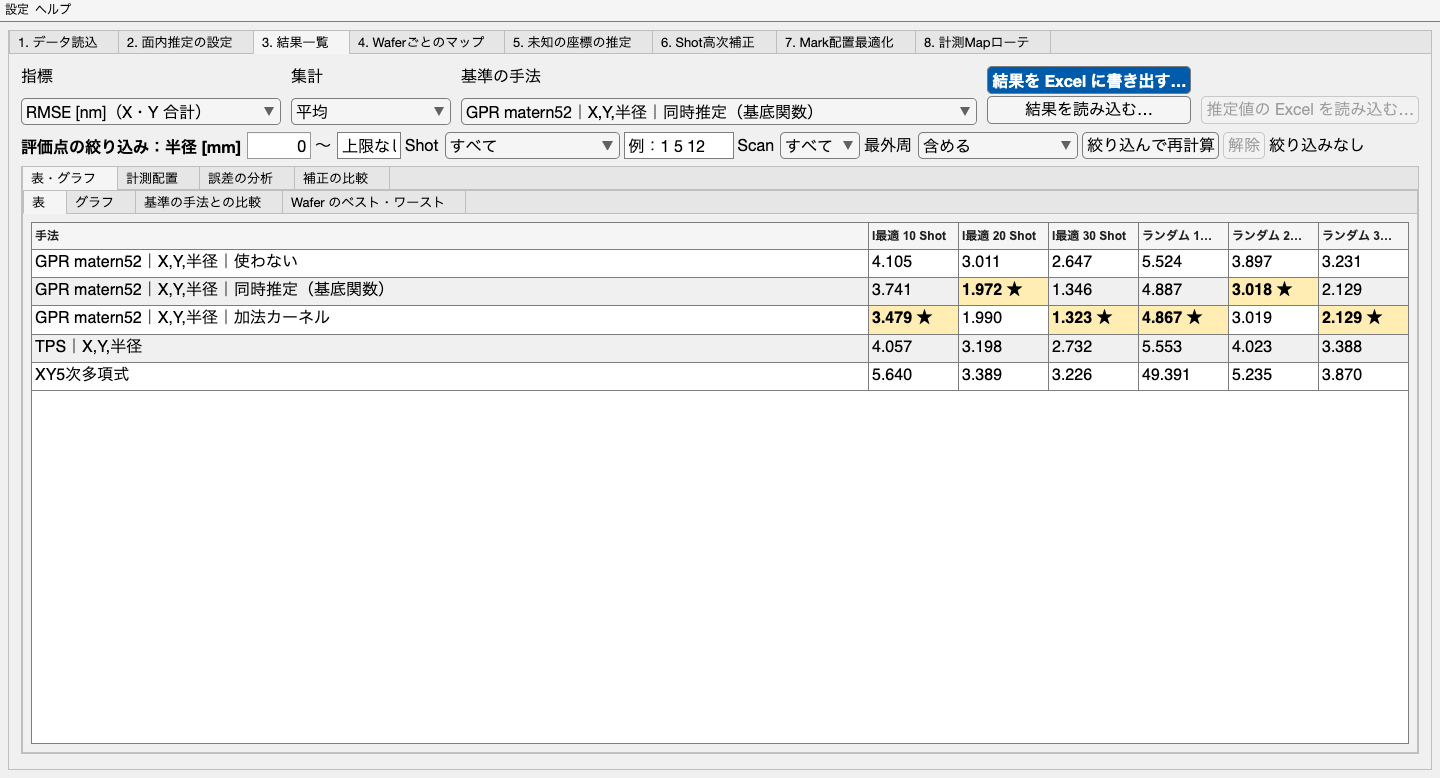 設定 ヘルプ
1. データ読込 2. 面内推定の設定 3. 結果一覧 4. Waferごとのマップ 5. 未知の座標の推定 6. Shot高次補正 7. Mark配置最適化 8. 計測Mapローテ
指標 集計 基準の手法 結果を Excel に書き出す...
RMSE [nm]（X・Y 合計） 平均 GPR matern52｜X,Y,半径｜同時推定（基底関数） 結果を読み込む... 推定値の Excel を読み込む...
評価点の絞り込み：半径 [mm] 0 〜 上限なし Shot すべて 例：1 5 12 Scan すべて 最外周 含める 絞り込んで再計算 解除 絞り込みなし
表・グラフ 計測配置 誤差の分析 補正の比較
表 グラフ 基準の手法との比較 Wafer のベスト・ワースト
手法 I最適 10 Shot I最適 20 Shot I最適 30 Shot ランダム 1... ランダム 2... ランダム 3...
GPR matern52｜X,Y,半径｜使わない 4.105 3.011 2.647 5.524 3.897 3.231
GPR matern52｜X,Y,半径｜同時推定（基底関数） 3.741 1.972 ★ 1.346 4.887 3.018 ★ 2.129
GPR matern52｜X,Y,半径｜加法カーネル 3.479 ★ 1.990 1.323 ★ 4.867 ★ 3.019 2.129 ★
TPS｜X,Y,半径 4.057 3.198 2.732 5.553 4.023 3.388
XY5次多項式 5.640 3.389 3.226 49.391 5.235 3.870